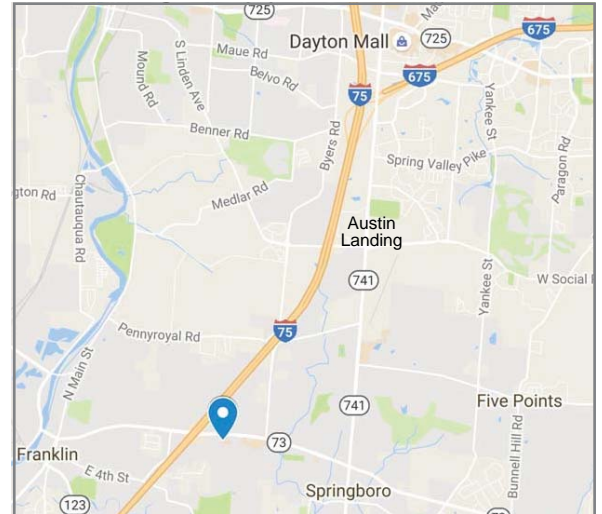 725
Dayton Mall
725
Ma
675
Maue Rd
S Linden Ave
Mound Rd
Belvo Rd
675
75
Yankee St
Benner Rd
Byers Rd
Paragon Rd
Spring Valley Pike
gton Rd
Chautauqua Rd
Medlar Rd
Austin
Landing
741
W Social R
Yankee St
75
Pennyroyal Rd
N Main St
741
Five Points
73
Bunnell Hill Rd
Franklin
E 4th St
Springboro
123